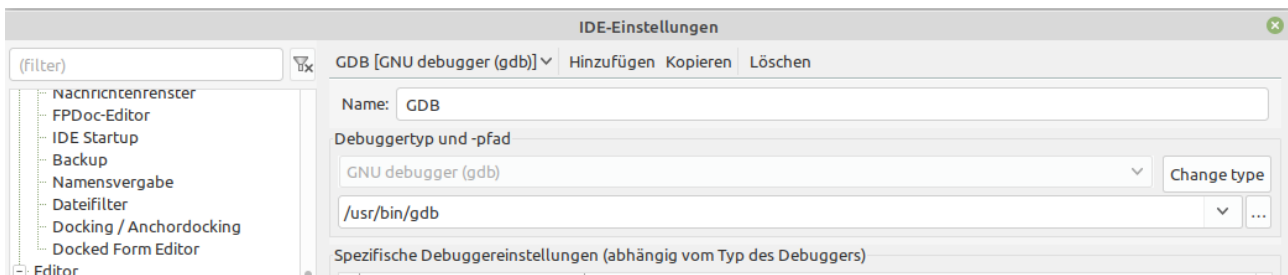 IDE-Einstellungen
(filter)
Nachrichtenfenster
FPDoc-Editor
IDE Startup
Backup
Namensvergabe
Dateifilter
Docking / Anchordocking
Docked Form Editor
Editor
GDB [GNU debugger (gdb)] Hinzufügen Kopieren Löschen
Name: GDB
Debuggertyp und -pfad
GNU debugger (gdb) Change type
/usr/bin/gdb ...
Spezifische Debuggereinstellungen (abhängig vom Typ des Debuggers)